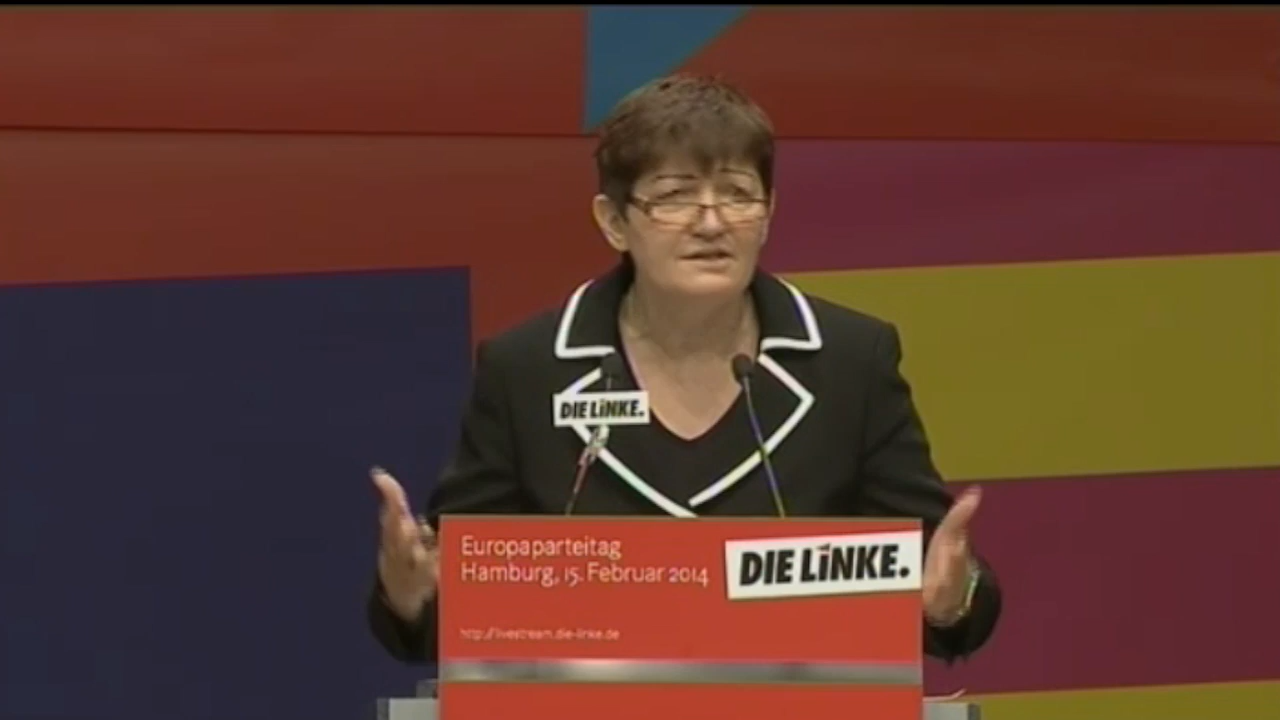 DIE LINKE.
Europaparteitag
Hamburg, 15. Februar 2014
DIE LINKE.
http://livestream.die-linke.de